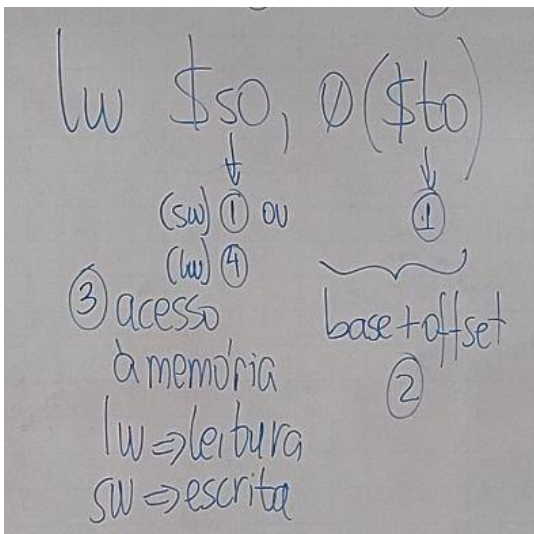 lw $s0, 0($t0)
(sw) ① ou
①
(lw) ④
③ acesso
à memória
base+offset
②
lw => leitura
sw => escrita